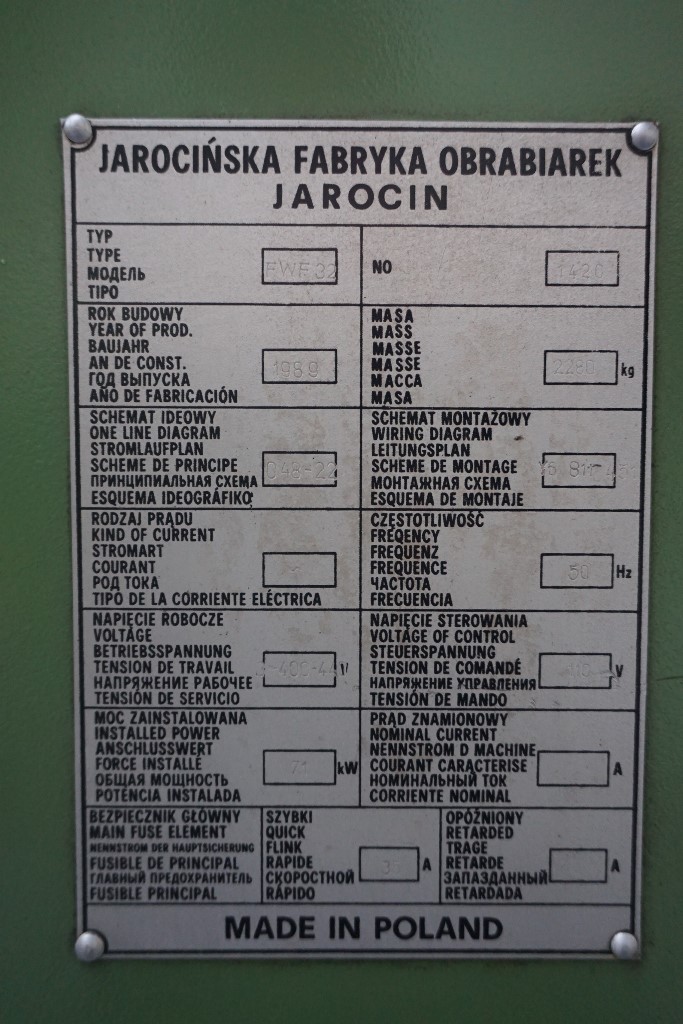 JAROCIŃSKA FABRYKA OBRABIAREK
JAROCIN
TYP
TYPE
МОДЕЛЬ
TIPO
FWF 32
NO
1420
ROK BUDOWY
YEAR OF PROD.
BAUJAHR
AN DE CONST.
ГОД ВЫПУСКА
AÑO DE FABRICACIÓN
1989
MASA
MASS
MASSE
MASSE
МАССА
MASA
kg
SCHEMAT IDEOWY
ONE LINE DIAGRAM
STROMLAUFPLAN
SCHEME DE PRINCIPE
ПРИНЦИПИАЛЬНАЯ СХЕМА
ESQUEMA IDEOGRÁFIKO
SCHEMAT MONTAŻOWY
WIRING DIAGRAM
LEITUNGSPLAN
SCHEME DE MONTAGE
МОНТАЖНАЯ СХЕМА
ESQUEMA DE MONTAJE
RODZAJ PRĄDU
KIND OF CURRENT
STROMART
COURANT
РОД ТОКА
TIPO DE LA CORRIENTE ELÉCTRICA
CZĘSTOTLIWOŚĆ
FREQENCY
FREQUENZ
FREQUENCE
ЧАСТОТА
FRECUENCIA
50 Hz
NAPIĘCIE ROBOCZE
VOLTAGE
BETRIEBSSPANNUNG
TENSION DE TRAVAIL
НАПРЯЖЕНИЕ РАБОЧЕЕ
TENSIÓN DE SERVICIO
V
NAPIĘCIE STEROWANIA
VOLTAGE OF CONTROL
STEUERSPANNUNG
TENSION DE COMANDÉ
НАПРЯЖЕНИЕ УПРАВЛЕНИЯ
TENSIÓN DE MANDO
V
MOC ZAINSTALOWANA
INSTALLED POWER
ANSCHLUSSWERT
FORCE INSTALLÉ
ОБЩАЯ МОЩНОСТЬ
POTENCIA INSTALADA
kW
PRĄD ZNAMIONOWY
NOMINAL CURRENT
NENNSTROM D MACHINE
COURANT CARACTERISE
НОМИНАЛЬНЫЙ ТОК
CORRIENTE NOMINAL
A
BEZPIECZNIK GŁÓWNY
MAIN FUSE ELEMENT
NENNSTROM DER HAUPTSICHERUNG
FUSIBLE DE PRINCIPAL
ГЛАВНЫЙ ПРЕДОХРАНИТЕЛЬ
FUSIBLE PRINCIPAL
SZYBKI
QUICK
FLINK
RAPIDE
СКОРОСТНОЙ
RÁPIDO
A
OPÓŹNIONY
RETARDED
TRAGE
RETARDE
ЗАПАЗДАННЫЙ
RETARDADA
A
MADE IN POLAND